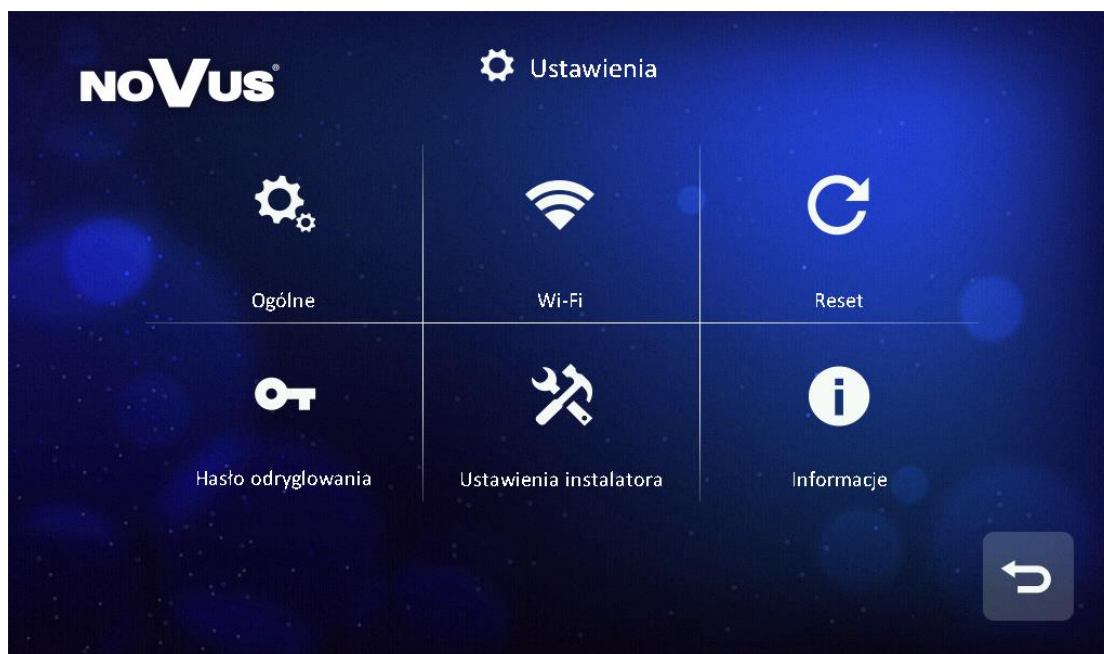 NOVUS®
Ustawienia
Ogólne
Wi-Fi
Reset
Hasło odryglowania
Ustawienia instalatora
Informacje